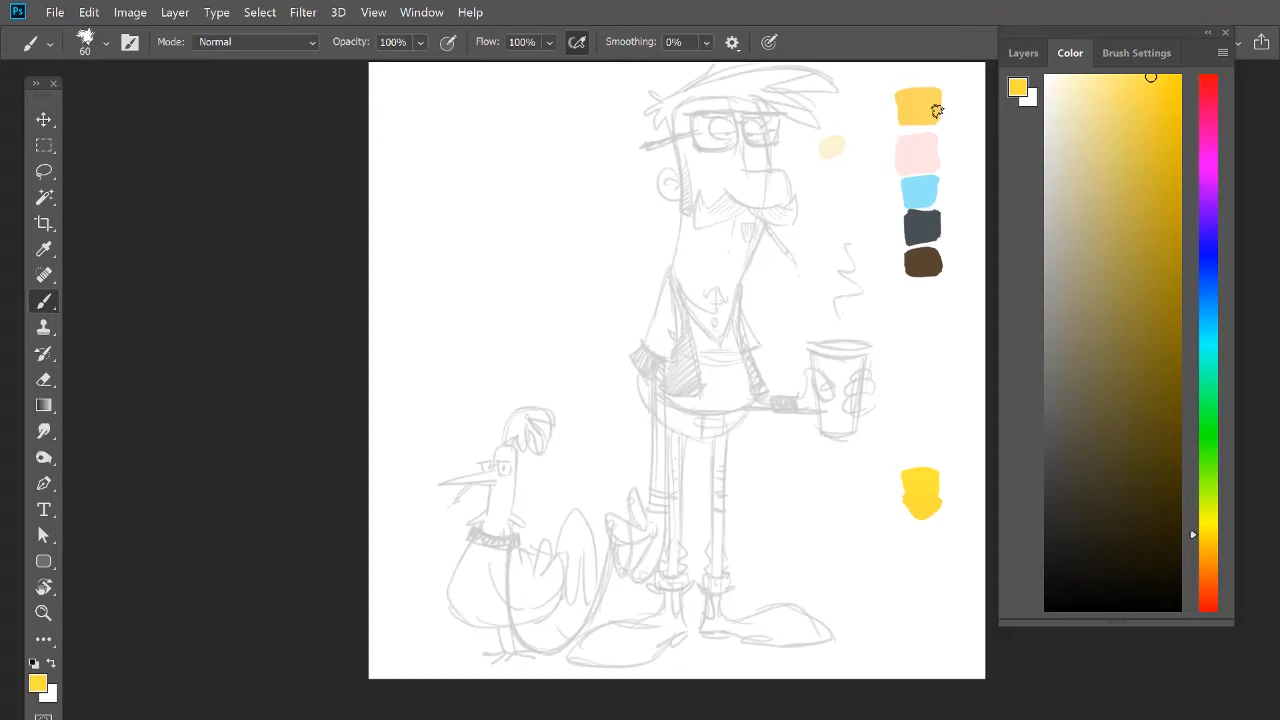 Ps File Edit Image Layer Type Select Filter 3D View Window Help
60 Mode: Normal Opacity: 100% Flow: 100% Smoothing: 0%
Layers Color Brush Settings
T